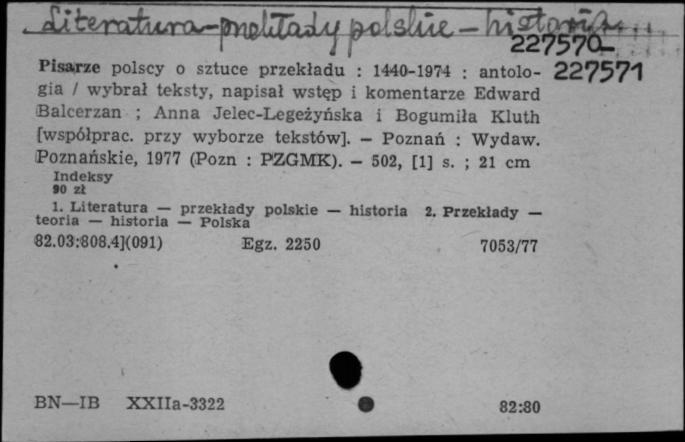 Literatura - przekłady polskie - historia
227570-
Pisarze polscy o sztuce przekładu : 1440-1974 : antolo- 227571
gia / wybrał teksty, napisał wstęp i komentarze Edward
Balcerzan ; Anna Jelec-Legeżyńska i Bogumiła Kluth
[współprac. przy wyborze tekstów]. — Poznań : Wydaw.
Poznańskie, 1977 (Pozn : PZGMK). — 502, [1] s. ; 21 cm
Indeksy
90 zł
1. Literatura — przekłady polskie — historia 2. Przekłady —
teoria — historia — Polska
82.03:808.4](091) Egz. 2250 7053/77
BN—IB XXIIa-3322 82:80